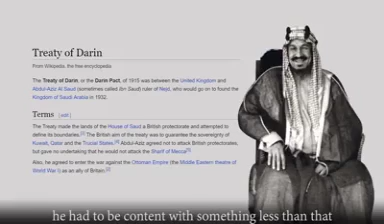 Treaty of Darin
From Wikipedia, the free encyclopedia
The Treaty of Darin, or the Darin Pact, of 1915 was between the United Kingdom and
Abdul-Aziz Al Saud (sometimes called Ibn Saud) ruler of Nejd, who would go on to found the
Kingdom of Saudi Arabia in 1932.
Terms [edit]
The Treaty made the lands of the House of Saud a British protectorate and attempted to
define its boundaries.[1] The British aim of the treaty was to guarantee the sovereignty of
Kuwait, Qatar and the Trucial States.[2] Abdul-Aziz agreed not to attack British protectorates,
but gave no undertaking that he would not attack the Sharif of Mecca
Also, he agreed to enter the war against the Ottoman Empire (the Middle Eastern theatre of
World War I) as an ally of Britain.
he had to be content with something less than that